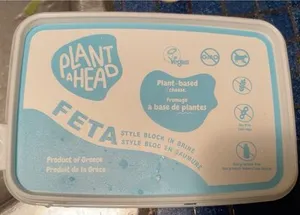 PLANT
AHEAD
Vegan
Plant-based
cheese
fromage
à base de plantes
FETA
STYLE BLOCK IN BRINE
STYLE BLOC EN SAUMURE
Product of Greece
Produit de la Grèce